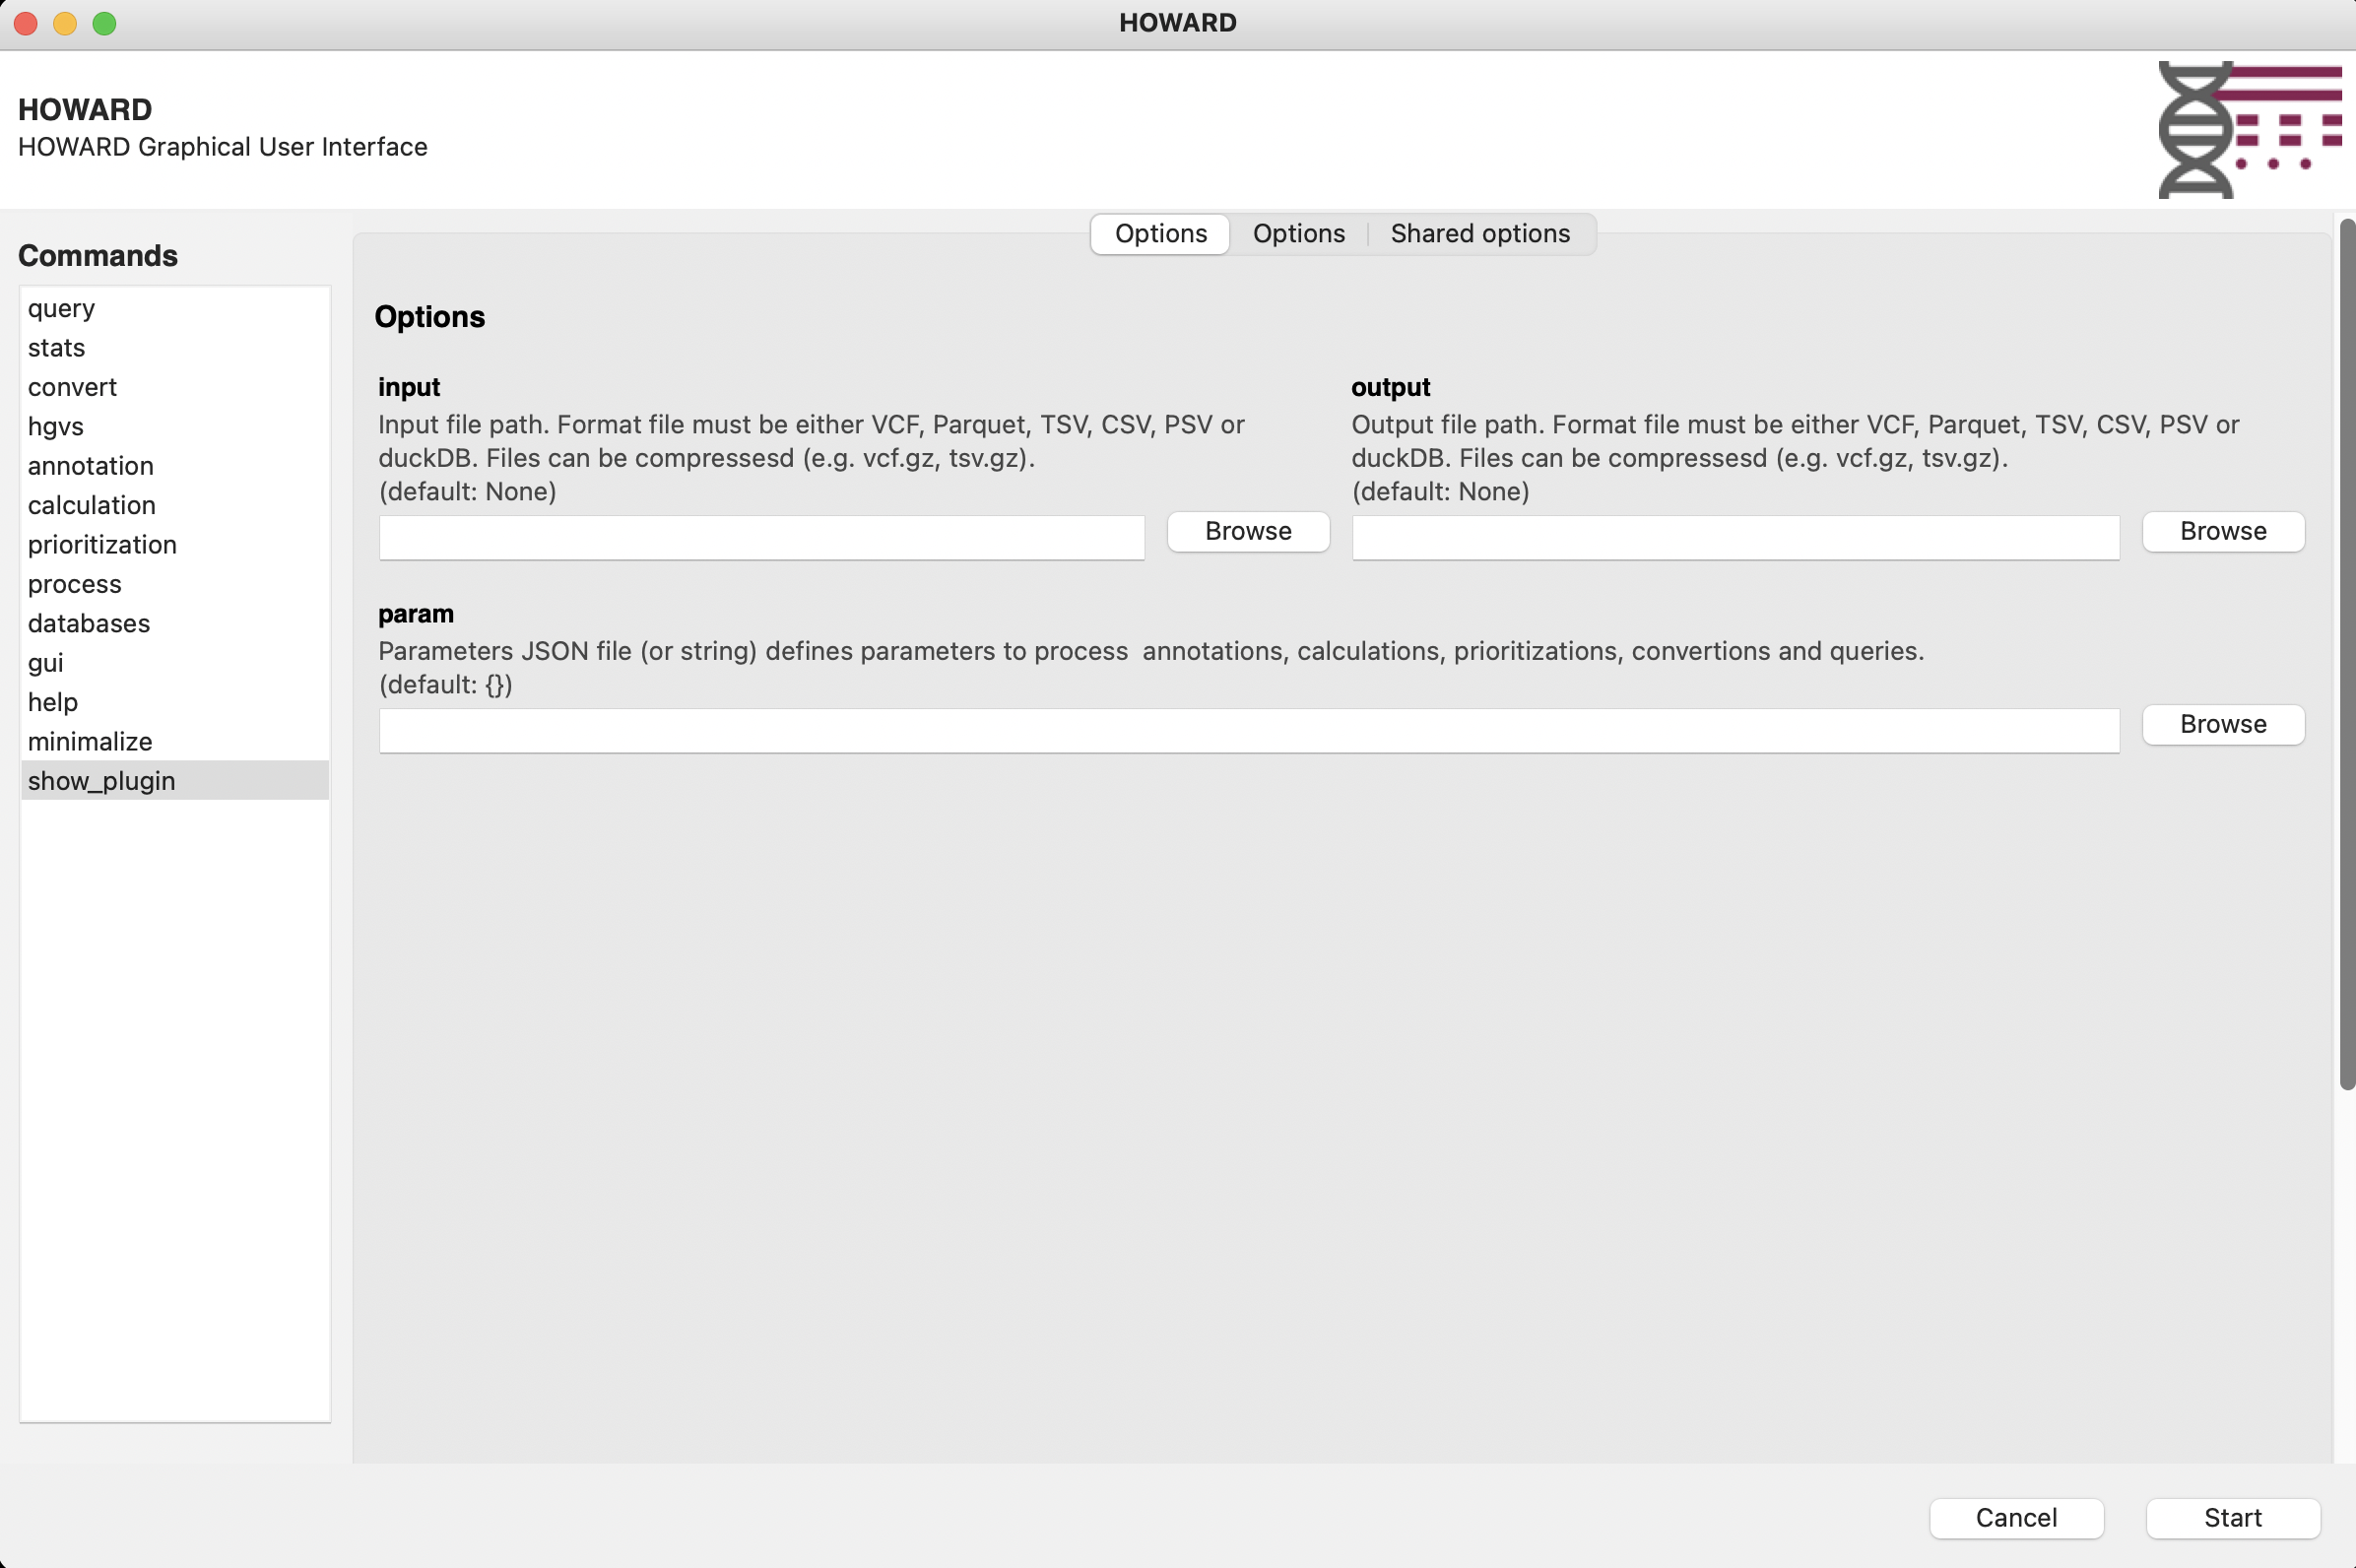 HOWARD
HOWARD
HOWARD Graphical User Interface
Commands
query
stats
convert
hgvs
annotation
calculation
prioritization
process
databases
gui
help
minimalize
show_plugin
Options Options Shared options
Options
input
Input file path. Format file must be either VCF, Parquet, TSV, CSV, PSV or
duckDB. Files can be compressesd (e.g. vcf.gz, tsv.gz).
(default: None)
Browse
output
Output file path. Format file must be either VCF, Parquet, TSV, CSV, PSV or
duckDB. Files can be compressesd (e.g. vcf.gz, tsv.gz).
(default: None)
Browse
param
Parameters JSON file (or string) defines parameters to process  annotations, calculations, prioritizations, convertions and queries.
(default: {})
Browse
Cancel Start